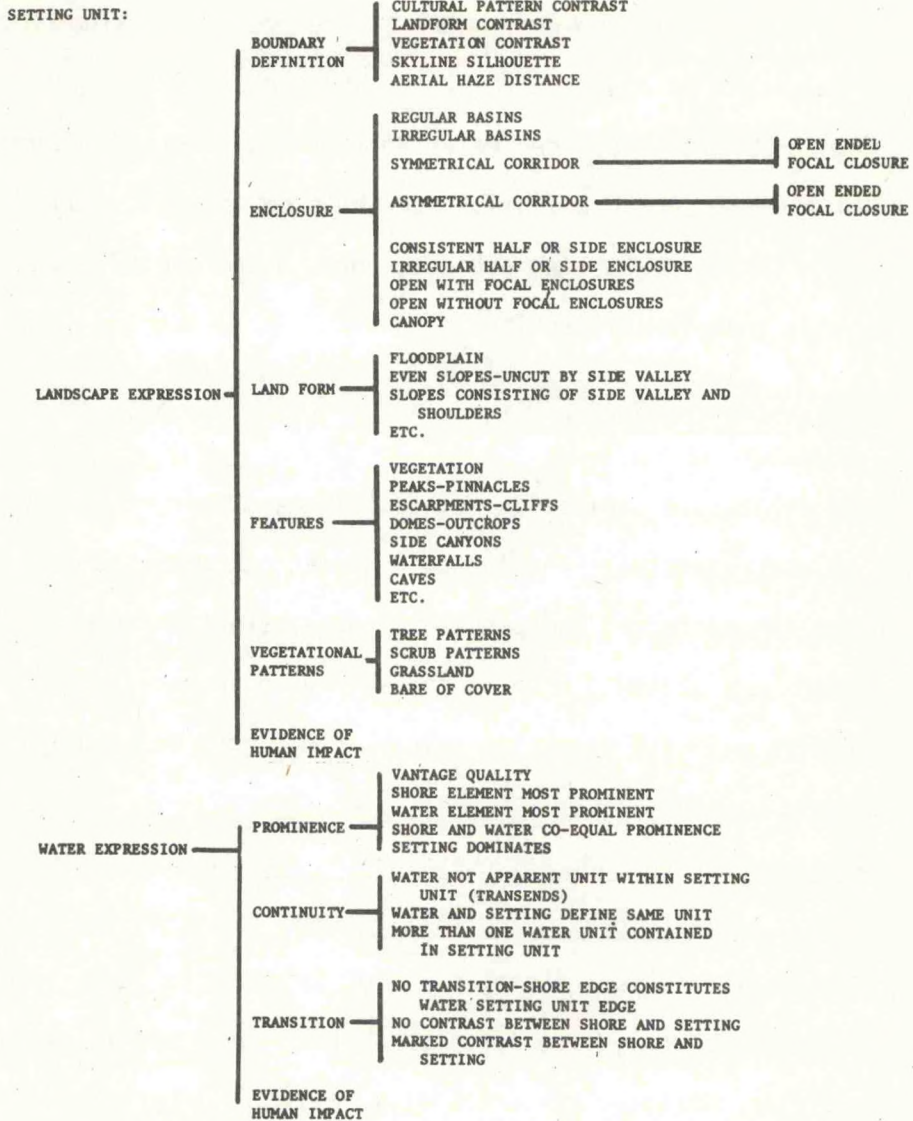 SETTING UNIT:
CULTURAL PATTERN CONTRAST
LANDFORM CONTRAST
BOUNDARY DEFINITION
VEGETATION CONTRAST
SKYLINE SILHOUETTE
AERIAL HAZE DISTANCE
REGULAR BASINS
IRREGULAR BASINS
SYMMETRICAL CORRIDOR
OPEN ENDED
FOCAL CLOSURE
ENCLOSURE
ASYMMETRICAL CORRIDOR
OPEN ENDED
FOCAL CLOSURE
CONSISTENT HALF OR SIDE ENCLOSURE
IRREGULAR HALF OR SIDE ENCLOSURE
OPEN WITH FOCAL ENCLOSURES
OPEN WITHOUT FOCAL ENCLOSURES
CANOPY
LANDSCAPE EXPRESSION
LAND FORM
FLOODPLAIN
EVEN SLOPES-UNCUT BY SIDE VALLEY
SLOPES CONSISTING OF SIDE VALLEY AND
SHOULDERS
ETC.
FEATURES
VEGETATION
PEAKS-PINNACLES
ESCARPMENTS-CLIFFS
DOMES-OUTCROPS
SIDE CANYONS
WATERFALLS
CAVES
ETC.
VEGETATIONAL
PATTERNS
TREE PATTERNS
SCRUB PATTERNS
GRASSLAND
BARE OF COVER
EVIDENCE OF
HUMAN IMPACT
WATER EXPRESSION
PROMINENCE
VANTAGE QUALITY
SHORE ELEMENT MOST PROMINENT
WATER ELEMENT MOST PROMINENT
SHORE AND WATER CO-EQUAL PROMINENCE
SETTING DOMINATES
CONTINUITY
WATER NOT APPARENT UNIT WITHIN SETTING
UNIT (TRANSENDS)
WATER AND SETTING DEFINE SAME UNIT
MORE THAN ONE WATER UNIT CONTAINED
IN SETTING UNIT
TRANSITION
NO TRANSITION-SHORE EDGE CONSTITUTES
WATER SETTING UNIT EDGE
NO CONTRAST BETWEEN SHORE AND SETTING
MARKED CONTRAST BETWEEN SHORE AND
SETTING
EVIDENCE OF
HUMAN IMPACT